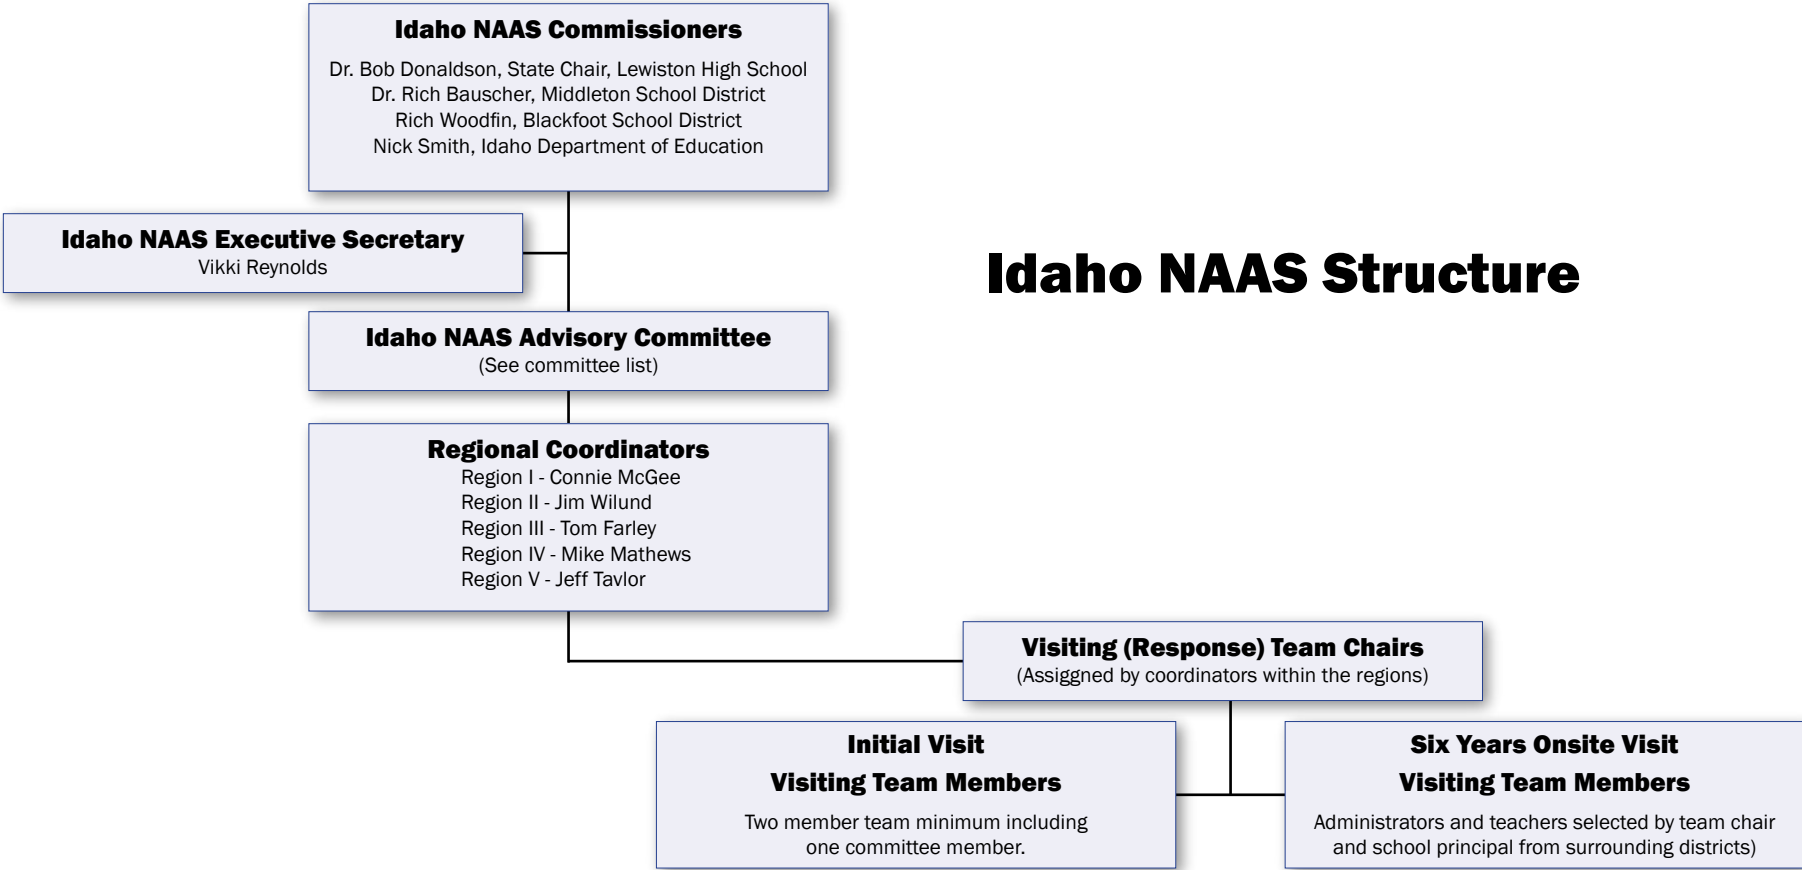 Idaho NAAS Commissioners
Dr. Bob Donaldson, State Chair, Lewiston High School
Dr. Rich Bauscher, Middleton School District
Rich Woodfin, Blackfoot School District
Nick Smith, Idaho Department of Education
Idaho NAAS Executive Secretary
Vikki Reynolds
Idaho NAAS Structure
Idaho NAAS Advisory Committee
(See committee list)
Regional Coordinators
Region I - Connie McGee
Region II - Jim Wilund
Region III - Tom Farley
Region IV - Mike Mathews
Region V - Jeff Tavlor
Visiting (Response) Team Chairs
(Assiggned by coordinators within the regions)
Initial Visit
Visiting Team Members
Two member team minimum including
one committee member.
Six Years Onsite Visit
Visiting Team Members
Administrators and teachers selected by team chair
and school principal from surrounding districts)